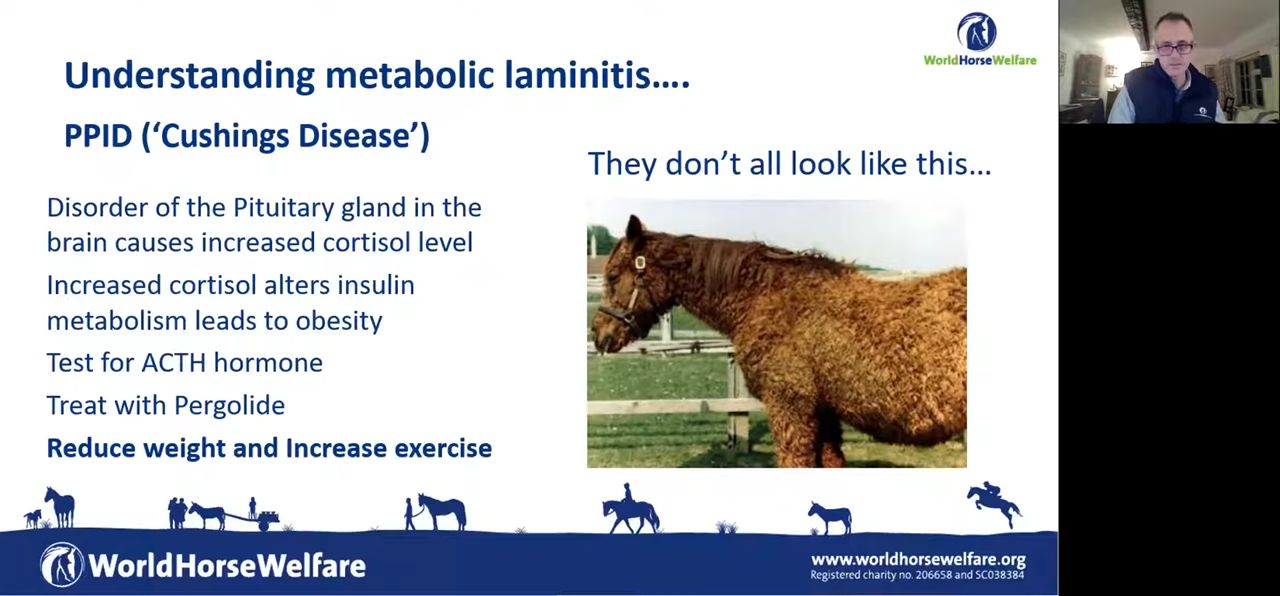 WorldHorseWelfare
Understanding metabolic laminitis....
PPID (‘Cushings Disease’)
They don’t all look like this...
Disorder of the Pituitary gland in the
brain causes increased cortisol level
Increased cortisol alters insulin
metabolism leads to obesity
Test for ACTH hormone
Treat with Pergolide
Reduce weight and Increase exercise
WorldHorseWelfare
www.worldhorsewelfare.org
Registered charity no. 206658 and SC038384